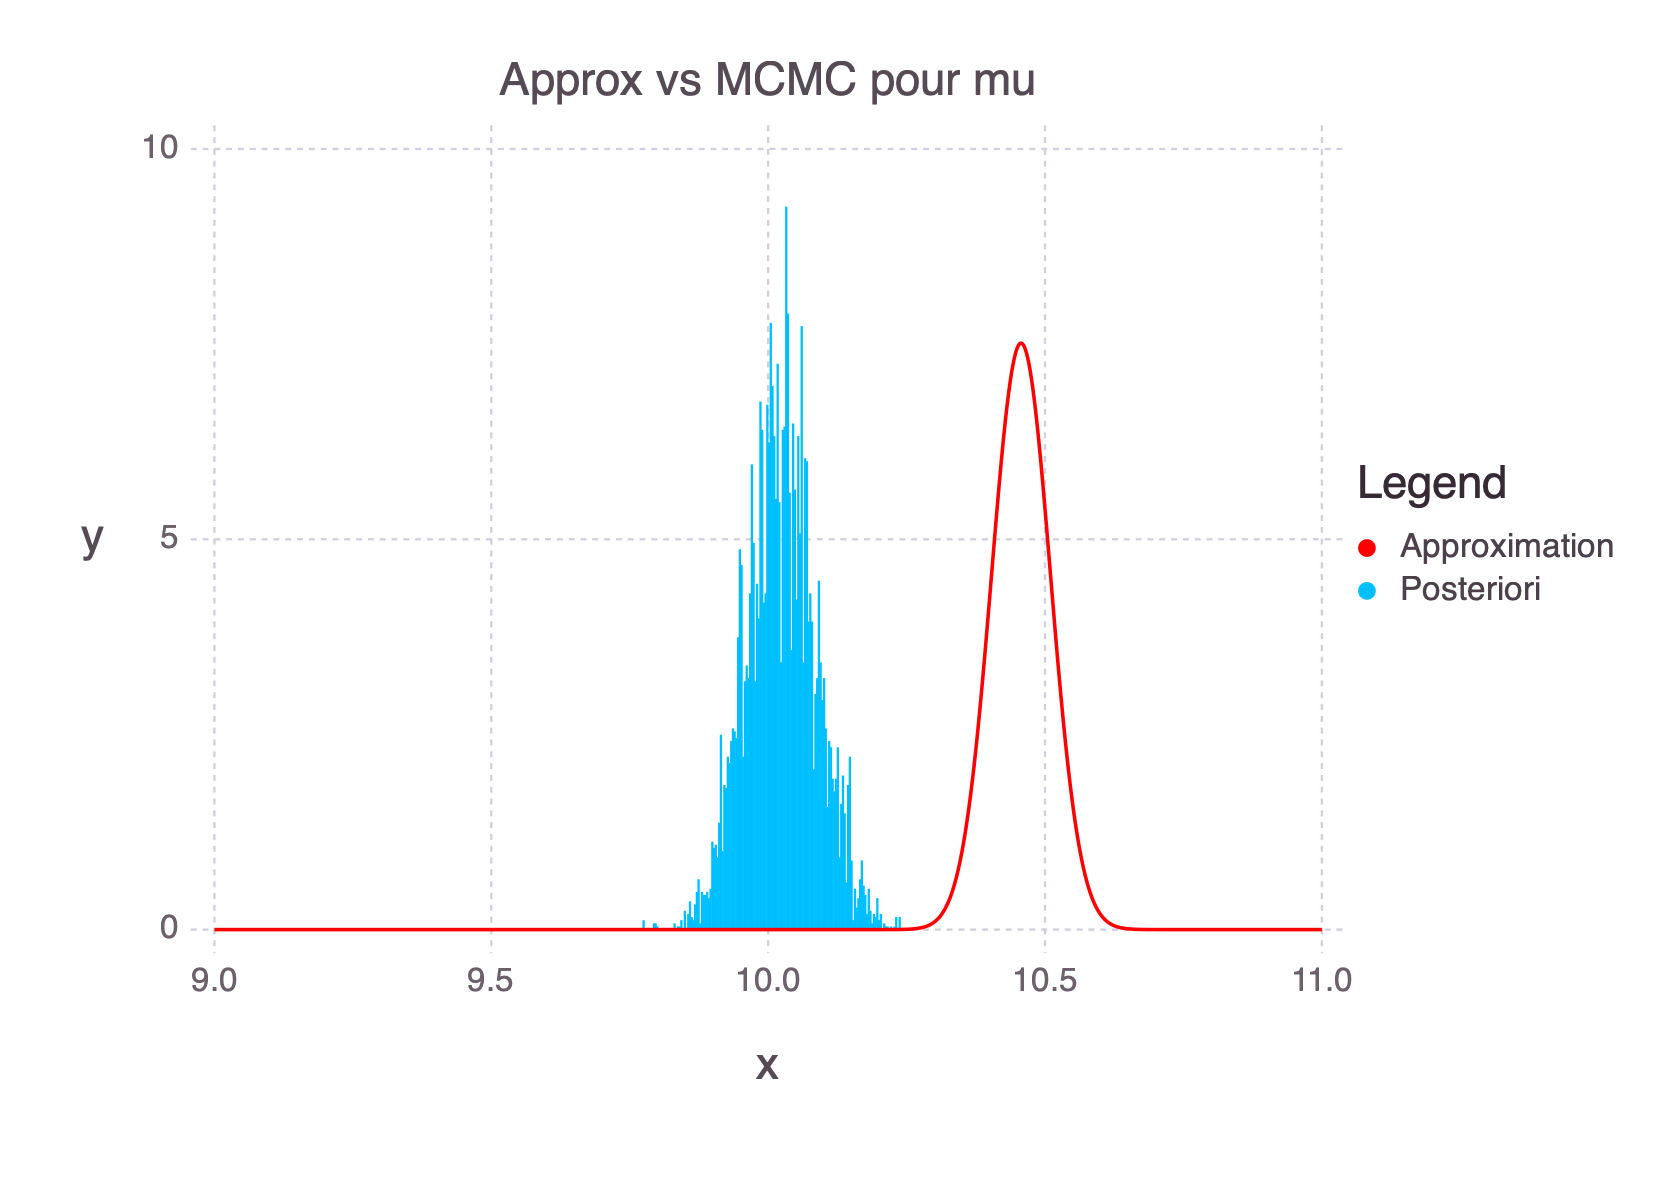 Approx vs MCMC pour mu
10
5
0
y
9.0 9.5 10.0 10.5 11.0
x
Legend
Approximation
Posteriori